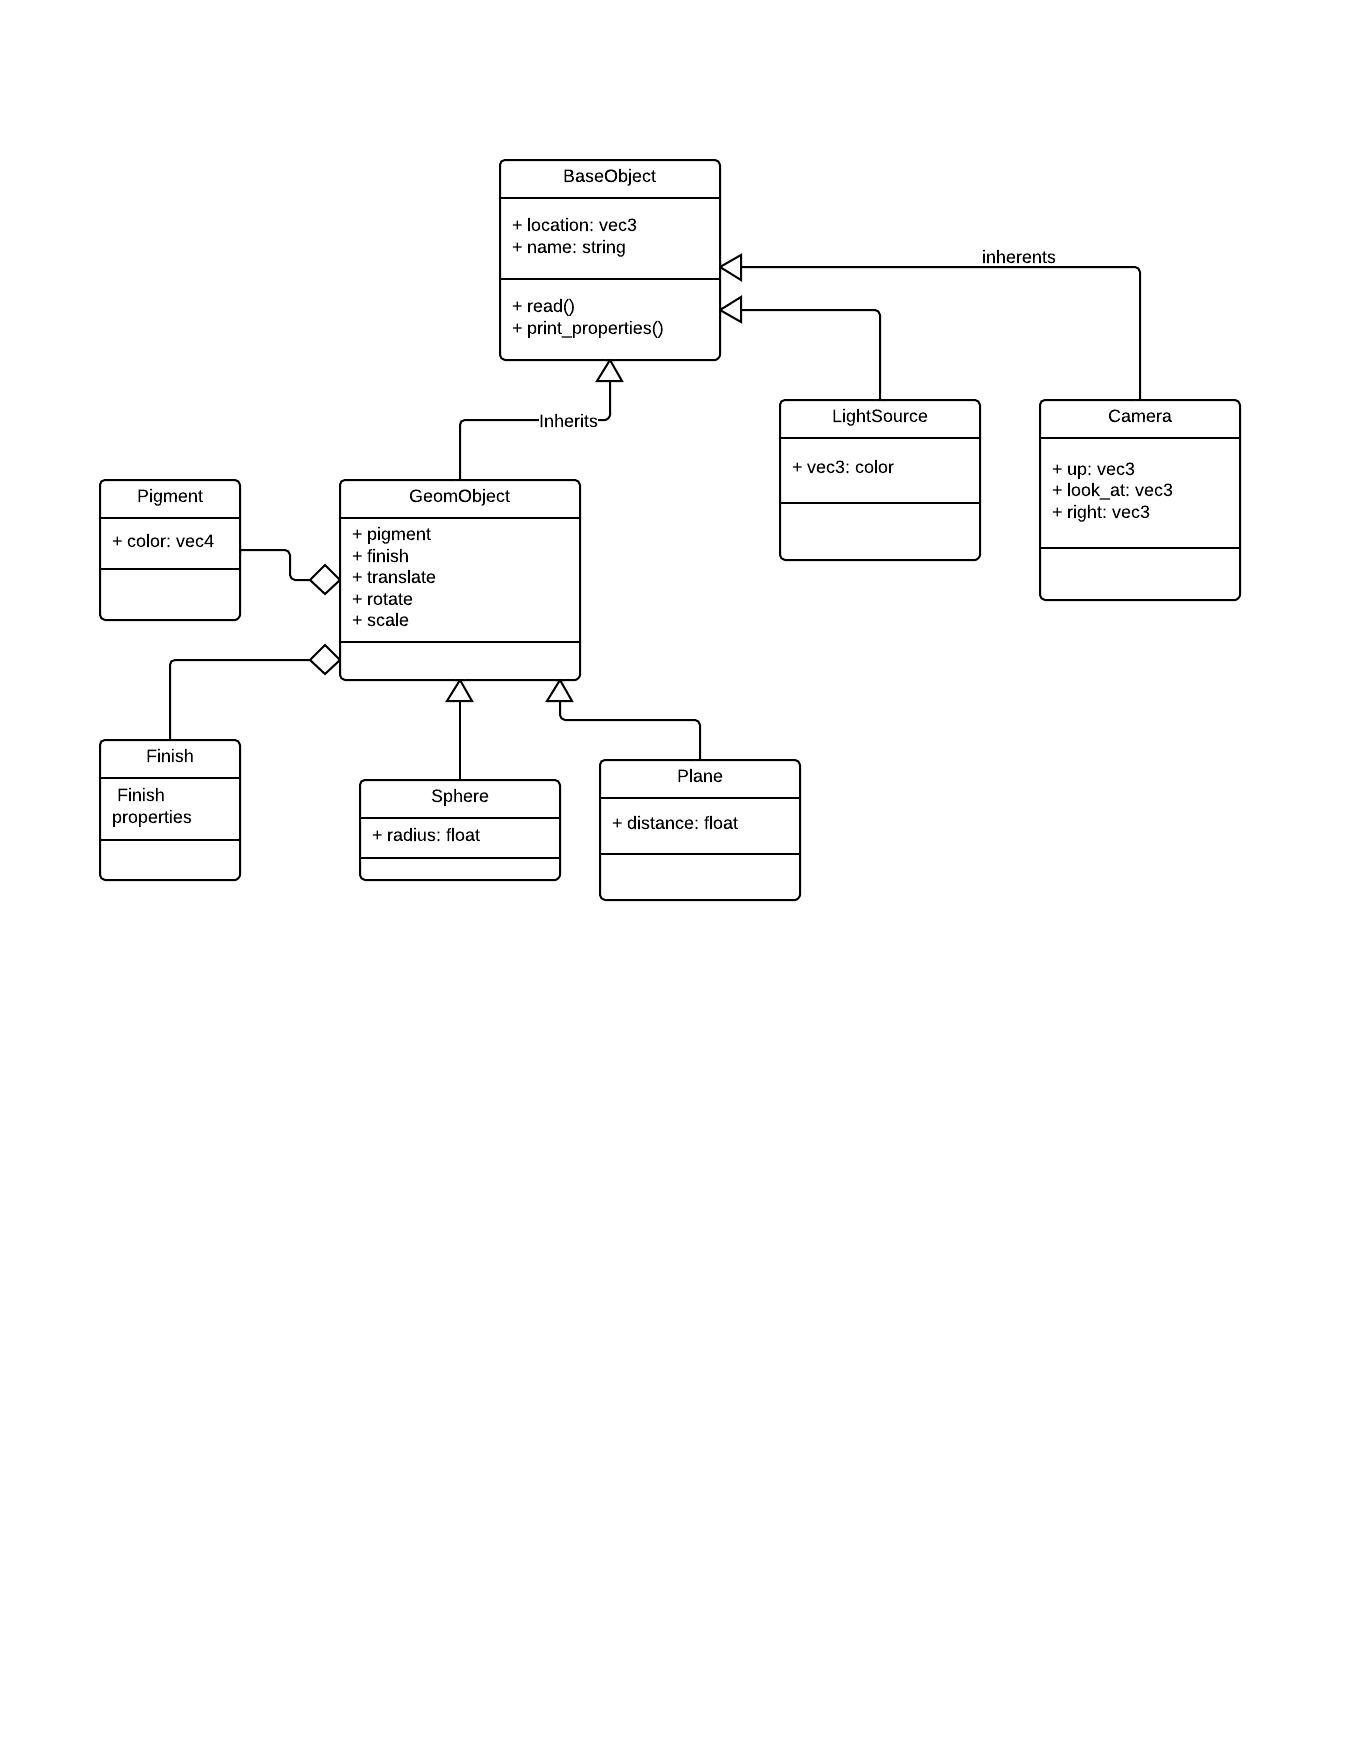 BaseObject
+ location: vec3
+ name: string
+ read()
+ print_properties()
inherents
Inherits
LightSource
+ vec3: color
Camera
+ up: vec3
+ look_at: vec3
+ right: vec3
Pigment
+ color: vec4
GeomObject
+ pigment
+ finish
+ translate
+ rotate
+ scale
Finish
Finish
properties
Sphere
+ radius: float
Plane
+ distance: float